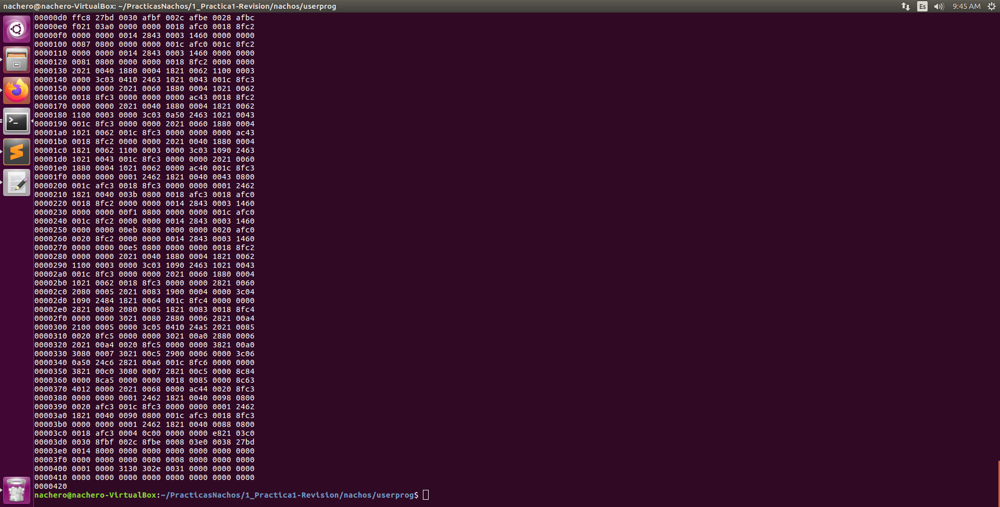 nachero@nachero-VirtualBox: ~/PracticasNachos/1_Practica1-Revision/nachos/userprog
Es
9:45 AM
00000d0 ffc8 27bd 0030 afbf 002c afbe 0028 afbc
00000e0 f021 03a0 0000 0000 0018 afc0 0018 8fc2
00000f0 0000 0000 0014 2843 0003 1460 0000 0000
0000100 0087 0800 0000 0000 001c afc0 001c 8fc2
0000110 0000 0000 0014 2843 0003 1460 0000 0000
0000120 0081 0800 0000 0000 0018 8fc2 0000 0000
0000130 2021 0040 1880 0004 1821 0062 1100 0003
0000140 0000 3c03 0410 2463 1021 0043 001c 8fc3
0000150 0000 0000 2021 0060 1880 0004 1021 0062
0000160 0018 8fc3 0000 0000 0000 ac43 0018 8fc2
0000170 0000 0000 2021 0040 1880 0004 1821 0062
0000180 1100 0003 0000 3c03 0a50 2463 1021 0043
0000190 001c 8fc3 0000 0000 2021 0060 1880 0004
00001a0 1021 0062 001c 8fc3 0000 0000 0000 ac43
00001b0 0018 8fc2 0000 0000 2021 0040 1880 0004
00001c0 1821 0062 1100 0003 0000 3c03 1090 2463
00001d0 1021 0043 001c 8fc3 0000 0000 2021 0060
00001e0 1880 0004 1021 0062 0000 ac40 001c 8fc3
00001f0 0000 0000 0001 2462 1821 0040 0043 0800
0000200 001c afc3 0018 8fc3 0000 0000 0001 2462
0000210 1821 0040 003b 0800 0018 afc3 0018 afc0
0000220 0018 8fc2 0000 0000 0014 2843 0003 1460
0000230 0000 0000 00f1 0800 0000 0000 001c afc0
0000240 001c 8fc2 0000 0000 0014 2843 0003 1460
0000250 0000 0000 00eb 0800 0000 0000 0020 afc0
0000260 0020 8fc2 0000 0000 0014 2843 0003 1460
0000270 0000 0000 00e5 0800 0000 0000 0018 8fc2
0000280 0000 0000 2021 0040 1880 0004 1821 0062
0000290 1100 0003 0000 3c03 1090 2463 1021 0043
00002a0 001c 8fc3 0000 0000 2021 0060 1880 0004
00002b0 1021 0062 0018 8fc3 0000 0000 2821 0060
00002c0 2080 0005 2021 0083 1900 0004 0000 3c04
00002d0 1090 2484 1821 0064 001c 8fc4 0000 0000
00002e0 2821 0080 2080 0005 1821 0083 0018 8fc4
00002f0 0000 0000 3021 0080 2880 0006 2821 00a4
0000300 2100 0005 0000 3c05 0410 24a5 2021 0085
0000310 0020 8fc5 0000 0000 3021 00a0 2880 0006
0000320 2021 00a4 0020 8fc5 0000 0000 3821 00a0
0000330 3080 0007 3021 00c5 2900 0006 0000 3c06
0000340 0a50 24c6 2821 00a6 001c 8fc6 0000 0000
0000350 3821 00c0 3080 0007 2821 00c5 0000 8c84
0000360 0000 8ca5 0000 0000 0018 0085 0000 8c63
0000370 4012 0000 2021 0068 0000 ac44 0020 8fc3
0000380 0000 0000 0001 2462 1821 0040 0098 0800
0000390 0020 afc3 001c 8fc3 0000 0000 0001 2462
00003a0 1821 0040 0090 0800 001c afc3 0018 8fc3
00003b0 0000 0000 0001 2462 1821 0040 0088 0800
00003c0 0018 afc3 0004 0c00 0000 0000 e821 03c0
00003d0 0030 8fbf 002c 8fbe 0008 03e0 0038 27bd
00003e0 0014 8000 0000 0000 0000 0000 0000 0000
00003f0 0000 0000 0000 0000 0008 0000 0000 0000
0000400 0001 0000 3130 302e 0031 0000 0000 0000
0000410 0000 0000 0000 0000 0000 0000 0000 0000
0000420
nachero@nachero-VirtualBox:~/PracticasNachos/1_Practica1-Revision/nachos/userprog$